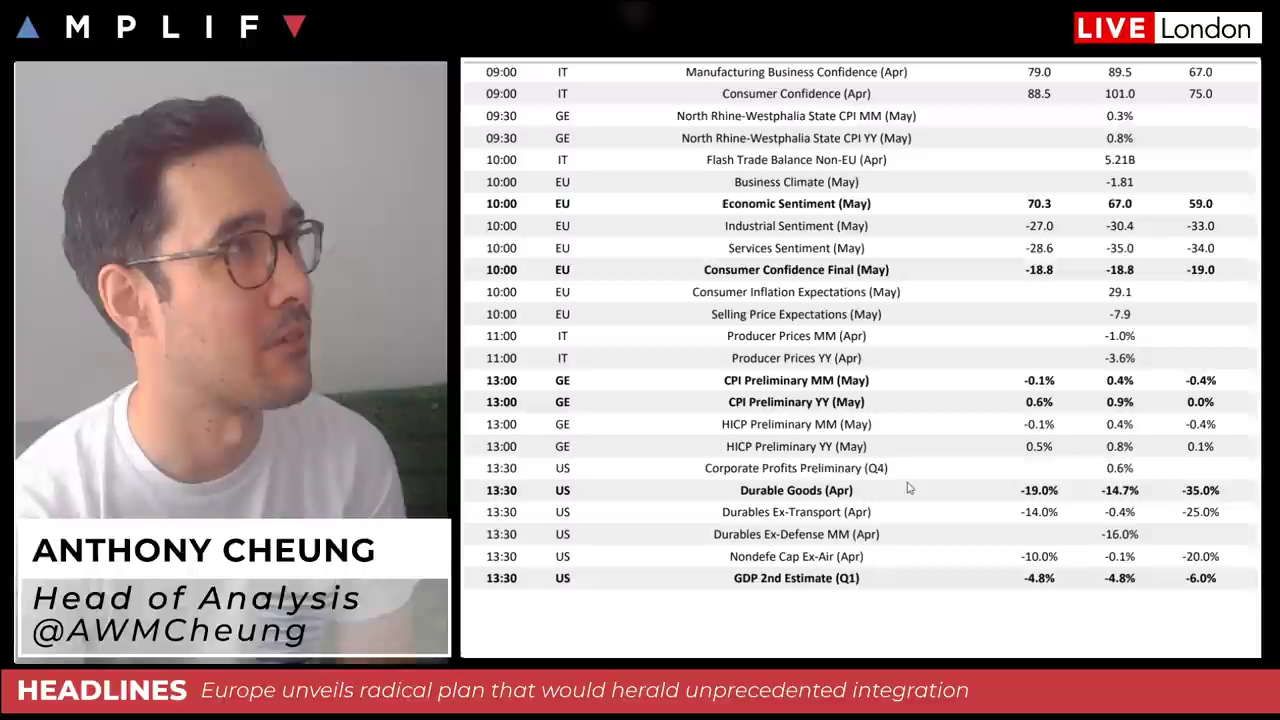 AMPLIFY
LIVE London
09:00 IT Manufacturing Business Confidence (Apr) 79.0 89.5 67.0
09:00 IT Consumer Confidence (Apr) 88.5 101.0 75.0
09:30 GE North Rhine-Westphalia State CPI MM (May) 0.3%
09:30 GE North Rhine-Westphalia State CPI YY (May) 0.8%
10:00 IT Flash Trade Balance Non-EU (Apr) 5.21B
10:00 EU Business Climate (May) -1.81
10:00 EU Economic Sentiment (May) 70.3 67.0 59.0
10:00 EU Industrial Sentiment (May) -27.0 -30.4 -33.0
10:00 EU Services Sentiment (May) -28.6 -35.0 -34.0
10:00 EU Consumer Confidence Final (May) -18.8 -18.8 -19.0
10:00 EU Consumer Inflation Expectations (May) 29.1
10:00 EU Selling Price Expectations (May) -7.9
11:00 IT Producer Prices MM (Apr) -1.0%
11:00 IT Producer Prices YY (Apr) -3.6%
13:00 GE CPI Preliminary MM (May) -0.1% 0.4% -0.4%
13:00 GE CPI Preliminary YY (May) 0.6% 0.9% 0.0%
13:00 GE HICP Preliminary MM (May) -0.1% 0.4% -0.4%
13:00 GE HICP Preliminary YY (May) 0.5% 0.8% 0.1%
13:30 US Corporate Profits Preliminary (Q4) 0.6%
13:30 US Durable Goods (Apr) -19.0% -14.7% -35.0%
13:30 US Durables Ex-Transport (Apr) -14.0% -0.4% -25.0%
13:30 US Durables Ex-Defense MM (Apr) -16.0%
13:30 US Nondefe Cap Ex-Air (Apr) -10.0% -0.1% -20.0%
13:30 US GDP 2nd Estimate (Q1) -4.8% -4.8% -6.0%
ANTHONY CHEUNG
Head of Analysis
@AWMCheung
HEADLINES Europe unveils radical plan that would herald unprecedented integration